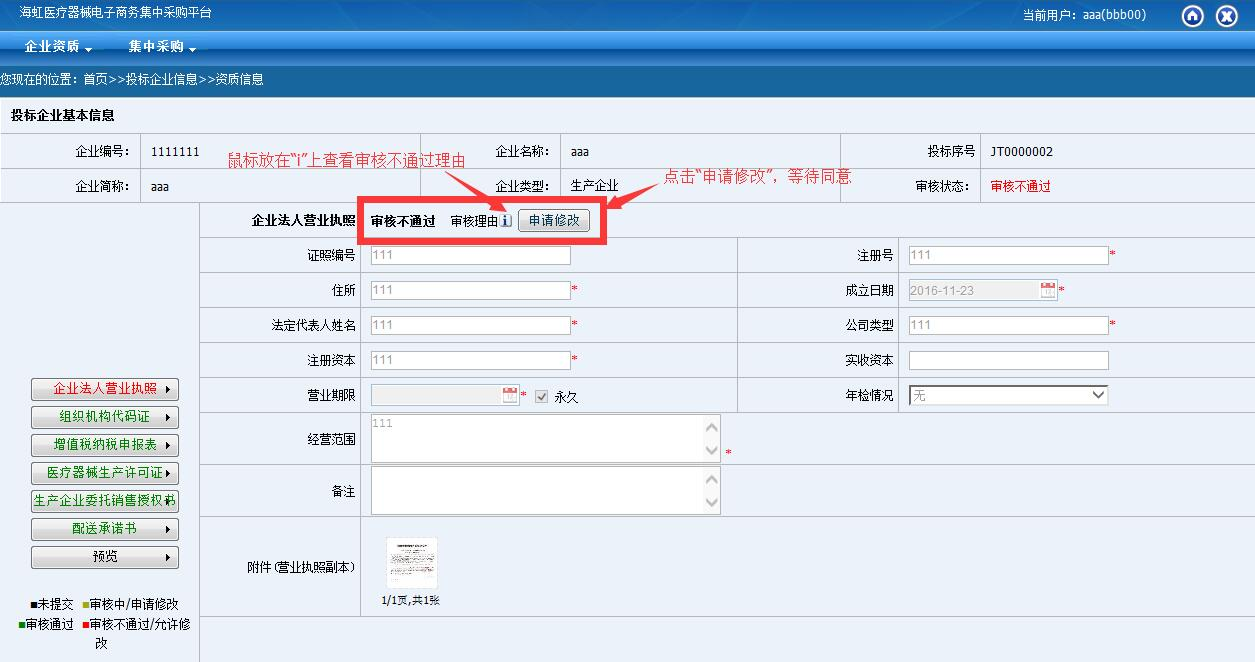 海虹医疗器械电子商务集中采购平台
当前用户：aaa(bbb00)
企业资质 集中采购
您现在的位置：首页>>投标企业信息>>资质信息
投标企业基本信息
企业编号： 1111111 企业名称： aaa 投标序号 JT0000002
鼠标放在“i”上查看审核不通过理由
点击“申请修改”，等待同意
企业简称： aaa 企业类型： 生产企业 审核状态： 审核不通过
企业法人营业执照 审核不通过 审核理由 i 申请修改
证照编号 111 注册号 111 *
住所 111 * 成立日期 2016-11-23 *
法定代表人姓名 111 * 公司类型 111 *
注册资本 111 * 实收资本
营业期限 * 永久 年检情况 无
经营范围 111 *
备注
附件(营业执照副本)
1/1页,共1张
企业法人营业执照
组织机构代码证
增值税纳税申报表
医疗器械生产许可证
生产企业委托销售授权书
配送承诺书
预览
■未提交 ■审核中/申请修改
■审核通过 ■审核不通过/允许修
改